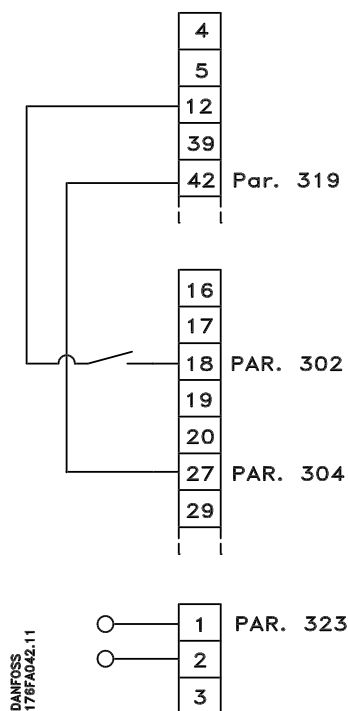 4
5
12
39
42 Par. 319
16
17
18 PAR. 302
19
20
27 PAR. 304
29
1 PAR. 323
2
3
DANFOSS
176FA042.11